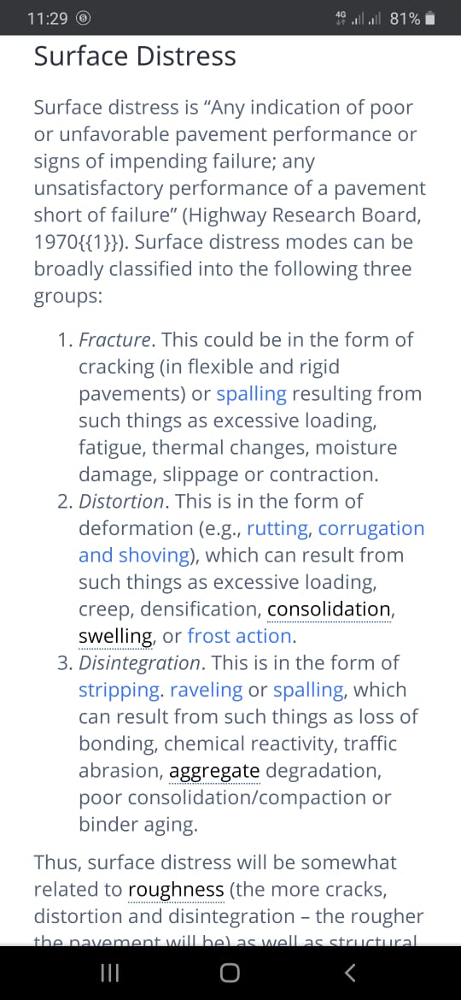 11:29 4G 81%
Surface Distress
Surface distress is “Any indication of poor
or unfavorable pavement performance or
signs of impending failure; any
unsatisfactory performance of a pavement
short of failure” (Highway Research Board,
1970{{1}}). Surface distress modes can be
broadly classified into the following three
groups:
1. Fracture. This could be in the form of
cracking (in flexible and rigid
pavements) or spalling resulting from
such things as excessive loading,
fatigue, thermal changes, moisture
damage, slippage or contraction.
2. Distortion. This is in the form of
deformation (e.g., rutting, corrugation
and shoving), which can result from
such things as excessive loading,
creep, densification, consolidation,
swelling, or frost action.
3. Disintegration. This is in the form of
stripping. raveling or spalling, which
can result from such things as loss of
bonding, chemical reactivity, traffic
abrasion, aggregate degradation,
poor consolidation/compaction or
binder aging.
Thus, surface distress will be somewhat
related to roughness (the more cracks,
distortion and disintegration – the rougher
the pavement will be) as well as structural